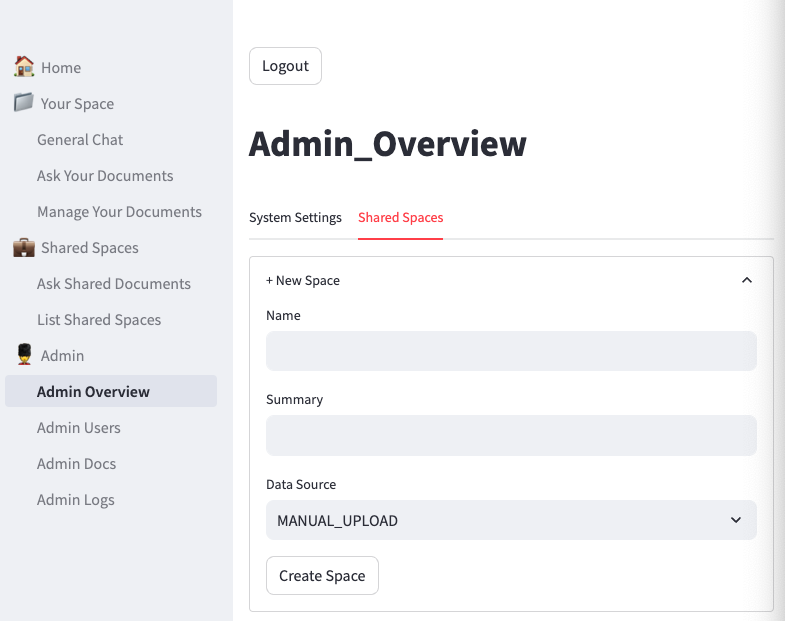 Home
Your Space
General Chat
Ask Your Documents
Manage Your Documents
Shared Spaces
Ask Shared Documents
List Shared Spaces
Admin
Admin Overview
Admin Users
Admin Docs
Admin Logs
Logout
Admin_Overview
System Settings Shared Spaces
+ New Space
Name
Summary
Data Source
MANUAL_UPLOAD
Create Space